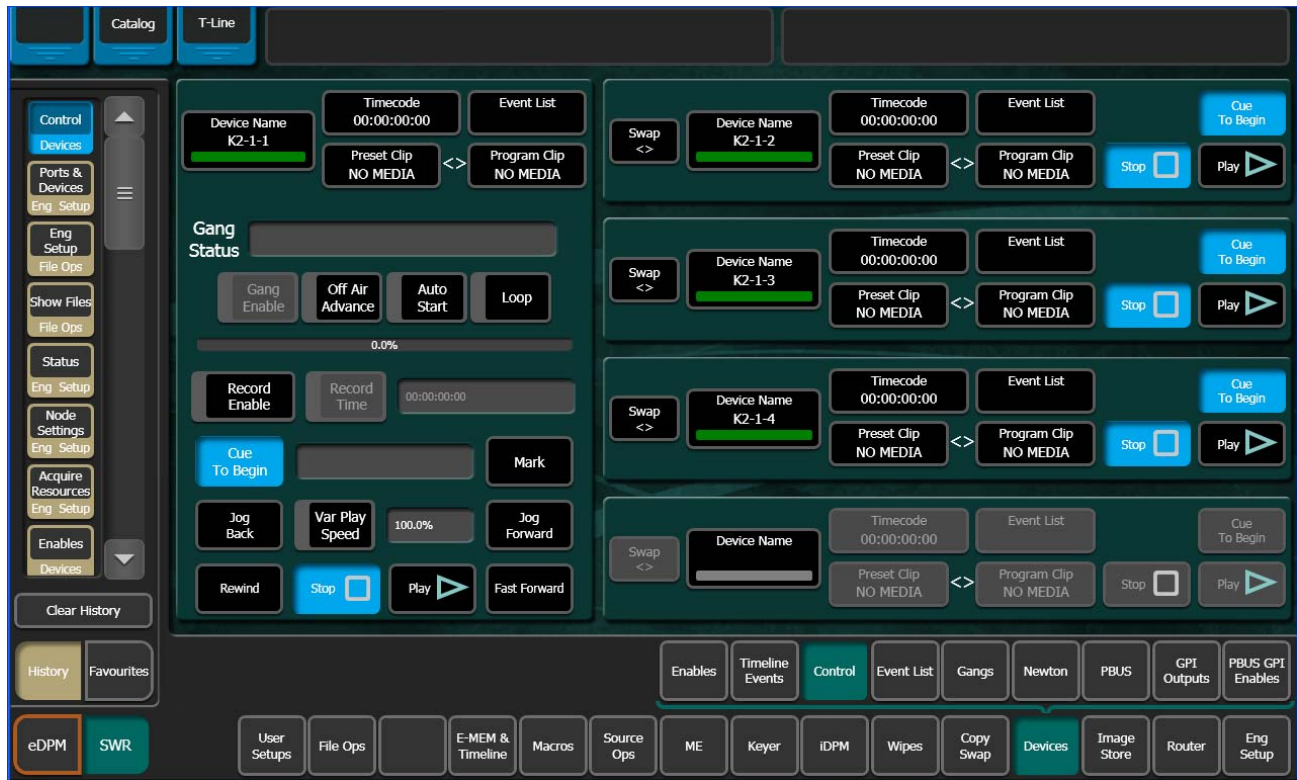 Catalog
T-Line
Control
Devices
Ports &
Devices
Eng Setup
Eng
Setup
File Ops
Show Files
File Ops
Status
Eng Setup
Node
Settings
Eng Setup
Acquire
Resources
Eng Setup
Enables
Devices
Clear History
History
Favourites
Device Name
K2-1-1
Timecode
00:00:00:00
Event List
Preset Clip
NO MEDIA
<>
Program Clip
NO MEDIA
Gang
Status
Gang
Enable
Off Air
Advance
Auto
Start
Loop
0.0%
Record
Enable
Record
Time
00:00:00:00
Cue
To Begin
Mark
Jog
Back
Var Play
Speed
100.0%
Jog
Forward
Rewind
Stop
Play
Fast Forward
Swap
<>
Device Name
K2-1-2
Timecode
00:00:00:00
Event List
Cue
To Begin
Preset Clip
NO MEDIA
<>
Program Clip
NO MEDIA
Stop
Play
Swap
<>
Device Name
K2-1-3
Timecode
00:00:00:00
Event List
Cue
To Begin
Preset Clip
NO MEDIA
<>
Program Clip
NO MEDIA
Stop
Play
Swap
<>
Device Name
K2-1-4
Timecode
00:00:00:00
Event List
Cue
To Begin
Preset Clip
NO MEDIA
<>
Program Clip
NO MEDIA
Stop
Play
Swap
<>
Device Name
Timecode
00:00:00:00
Event List
Cue
To Begin
Preset Clip
NO MEDIA
<>
Program Clip
NO MEDIA
Stop
Play
Enables
Timeline
Events
Control
Event List
Gangs
Newton
PBUS
GPI
Outputs
PBUS GPI
Enables
eDPM
SWR
User
Setups
File Ops
E-MEM &
Timeline
Macros
Source
Ops
ME
Keyer
iDPM
Wipes
Copy
Swap
Devices
Image
Store
Router
Eng
Setup